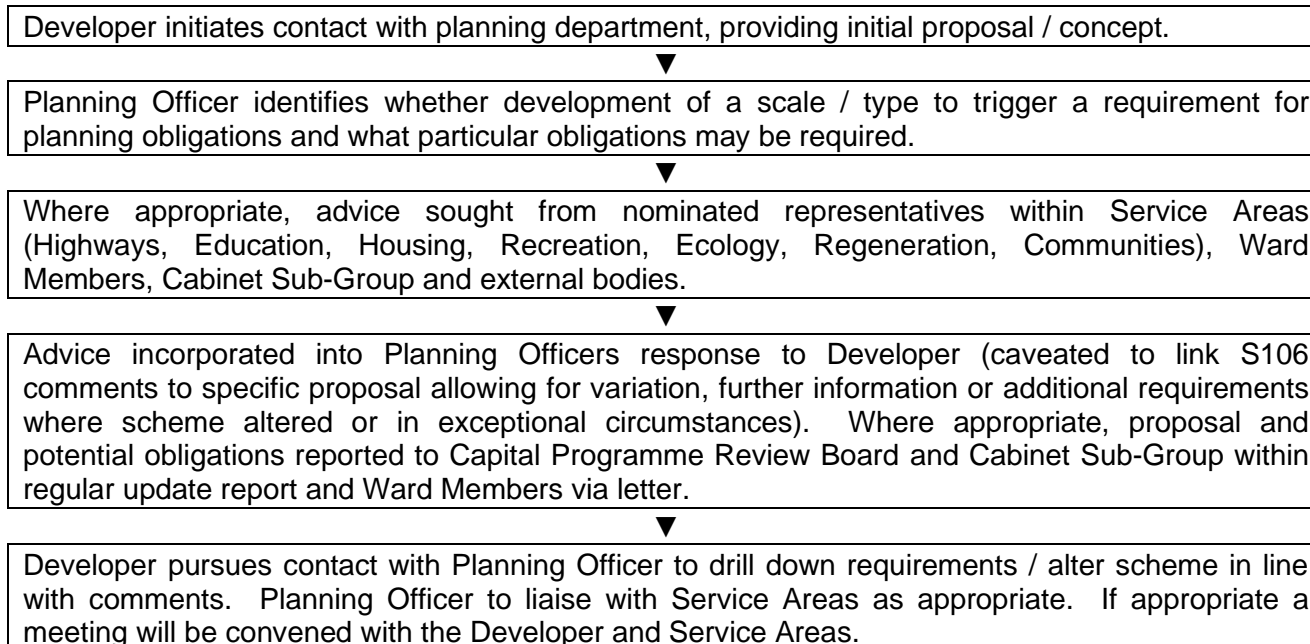 Developer initiates contact with planning department, providing initial proposal / concept.
▼
Planning Officer identifies whether development of a scale / type to trigger a requirement for
planning obligations and what particular obligations may be required.
▼
Where appropriate, advice sought from nominated representatives within Service Areas
(Highways, Education, Housing, Recreation, Ecology, Regeneration, Communities), Ward
Members, Cabinet Sub-Group and external bodies.
▼
Advice incorporated into Planning Officers response to Developer (caveated to link S106
comments to specific proposal allowing for variation, further information or additional requirements
where scheme altered or in exceptional circumstances). Where appropriate, proposal and
potential obligations reported to Capital Programme Review Board and Cabinet Sub-Group within
regular update report and Ward Members via letter.
▼
Developer pursues contact with Planning Officer to drill down requirements / alter scheme in line
with comments. Planning Officer to liaise with Service Areas as appropriate. If appropriate a
meeting will be convened with the Developer and Service Areas.